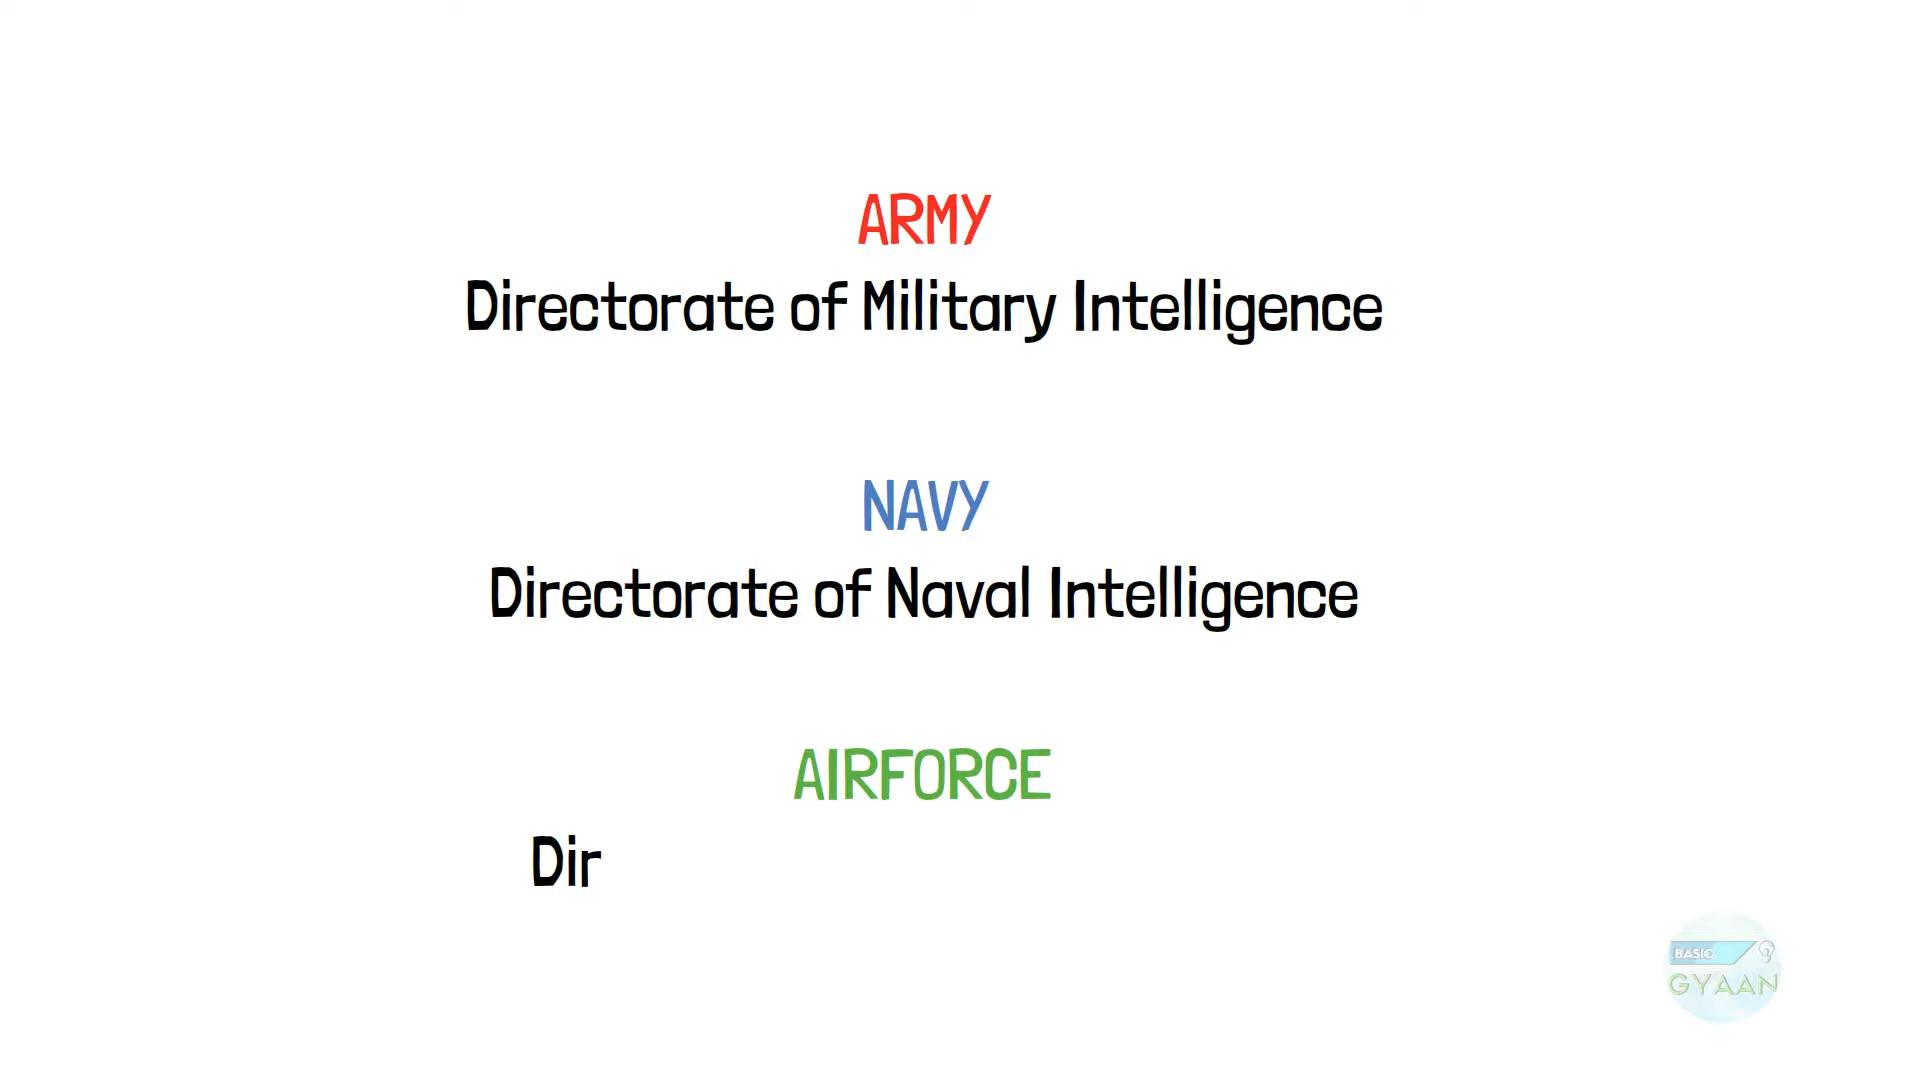 ARMY
Directorate of Military Intelligence
NAVY
Directorate of Naval Intelligence
AIRFORCE
Dir
BASIC
GYAAN